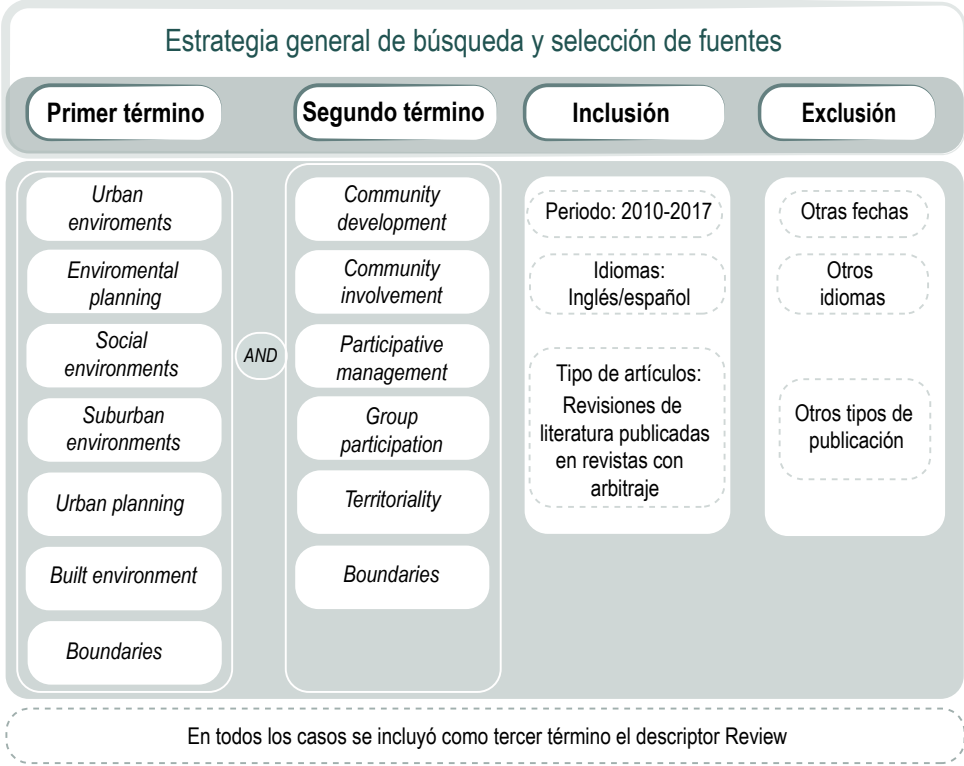 Estrategia general de búsqueda y selección de fuentes
Primer término
Urban
enviroments
Enviromental
planning
Social
environments
Suburban
environments
Urban planning
Built environment
Boundaries
AND
Segundo término
Community
development
Community
involvement
Participative
management
Group
participation
Territoriality
Boundaries
Inclusión
Periodo: 2010-2017
Idiomas:
Inglés/español
Tipo de artículos:
Revisiones de
literatura publicadas
en revistas con
arbitraje
Exclusión
Otras fechas
Otros
idiomas
Otros tipos de
publicación
En todos los casos se incluyó como tercer término el descriptor Review